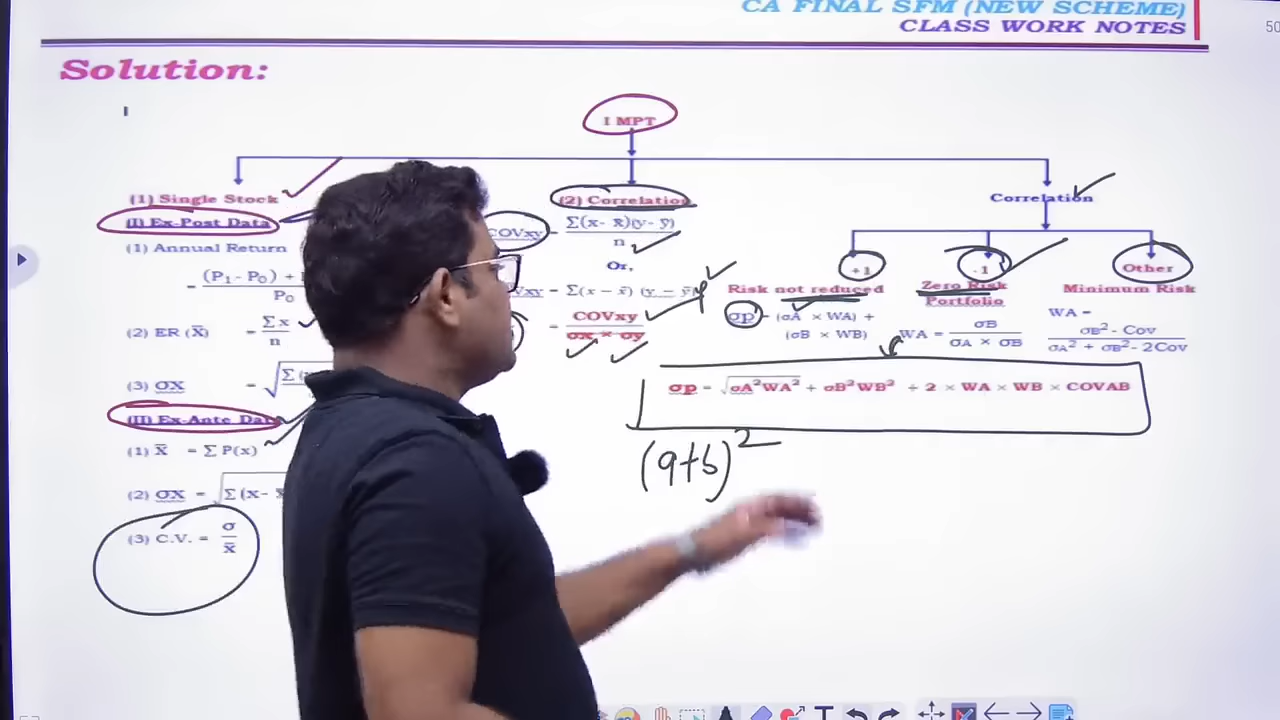 CA FINAL SFM (NEW SCHEME)
CLASS WORK NOTES
50
Solution:
I MPT
(1) Single Stock
(I) Ex-Post Data
(1) Annual Return
= (P₁ - P₀) +
P₀
(2) ER (X̄) = Σx
n
(3) σX = √Σ (
(II) Ex-Ante Dat
(1) X̄ = Σ P(x)
(2) σX = √Σ (x- x̄
(3) C.V. = σ
x̄
(2) Correlation
COVxy = Σ(x- x̄)(y- ȳ)
n
Or,
= Σ(x – x̄) (y – ȳ)
= COVxy
σx × σy
Correlation
+1
-1
Other
Risk not reduced
Zero Risk
Portfolio
Minimum Risk
σp = (σA × WA) +
(σB × WB)
WA = σB
σA × σB
WA =
σB² - Cov
σA² + σB² - 2Cov
σp = √σA²WA² + σB²WB² + 2 × WA × WB × COVAB
(a+b)²